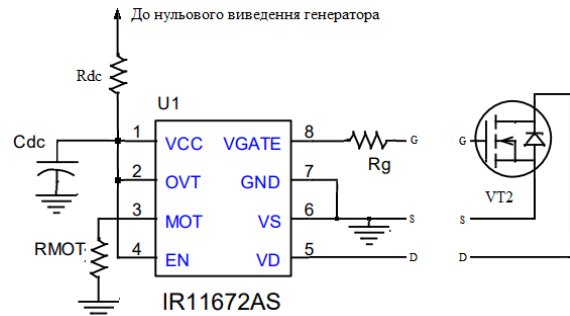 До нульового виведення генератора
Rdc
U1
Cdc
1 VCC VGATE 8
Rg
G
G
2 OVT GND 7
VT2
3 MOT VS 6
S
S
RMOT
4 EN VD 5
D
D
IR11672AS